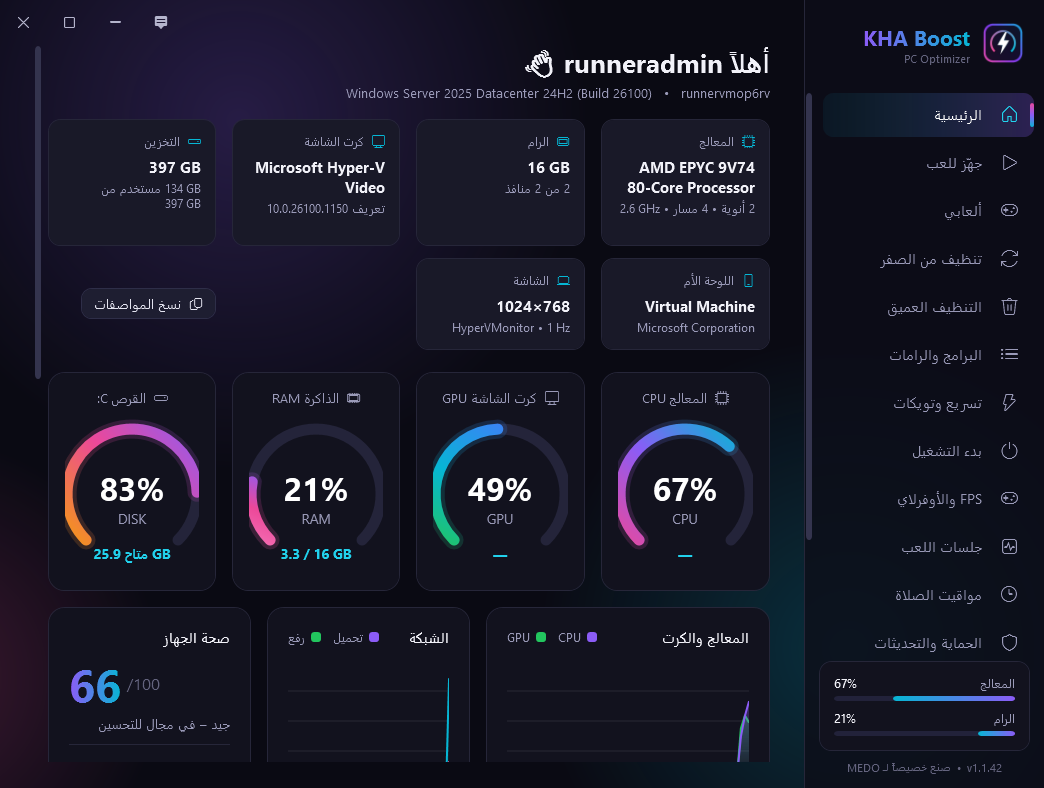 KHA Boost
PC Optimizer
الرئيسية
جهّز للعب
ألعابي
تنظيف من الصفر
التنظيف العميق
البرامج والرامات
تسريع وتويكات
بدء التشغيل
FPS والأوفرلاي
جلسات اللعب
مواقيت الصلاة
الحماية والتحديثات
المعالج 67%
الرام 21%
v1.1.42 • صنع خصيصاً لـ MEDO
أهلاً runneradmin
runnervmop6rv • Windows Server 2025 Datacenter 24H2 (Build 26100)
المعالج
AMD EPYC 9V74
80-Core Processor
2 أنوية • 4 مسار • 2.6 GHz
الرام
16 GB
2 من 2 منافذ
كرت الشاشة
Microsoft Hyper-V
Video
تعريف 10.0.26100.1150
التخزين
397 GB
134 GB مستخدم من
397 GB
اللوحة الأم
Virtual Machine
Microsoft Corporation
الشاشة
1024×768
HyperVMonitor • 1 Hz
نسخ المواصفات
المعالج CPU
67%
CPU
—
كرت الشاشة GPU
49%
GPU
—
الذاكرة RAM
21%
RAM
3.3 / 16 GB
القرص C:
83%
DISK
25.9 متاح GB
المعالج والكرت
CPU
GPU
الشبكة
تحميل
رفع
صحة الجهاز
66 /100
جيد – في مجال للتحسين